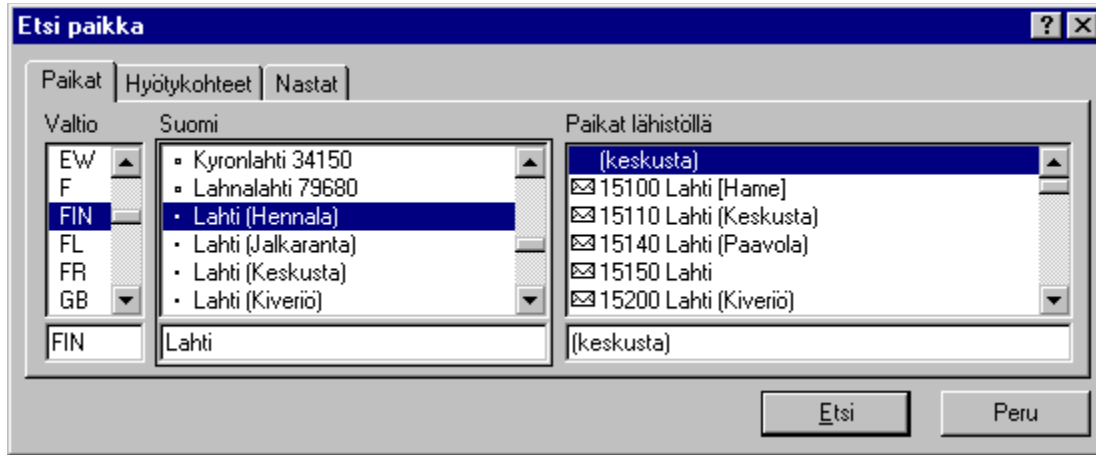 Etsi paikka
Paikat Hyötykohteet Nastat
Valtio Suomi Paikat lähistöllä
EW
F
FIN
FL
FR
GB
FIN
Kyronlahti 34150
Lahnalahti 79680
Lahti (Hennala)
Lahti (Jalkaranta)
Lahti (Keskusta)
Lahti (Kiveriö)
Lahti
(keskusta)
15100 Lahti [Hame]
15110 Lahti (Keskusta)
15140 Lahti (Paavola)
15150 Lahti
15200 Lahti (Kiveriö)
(keskusta)
Etsi Peru